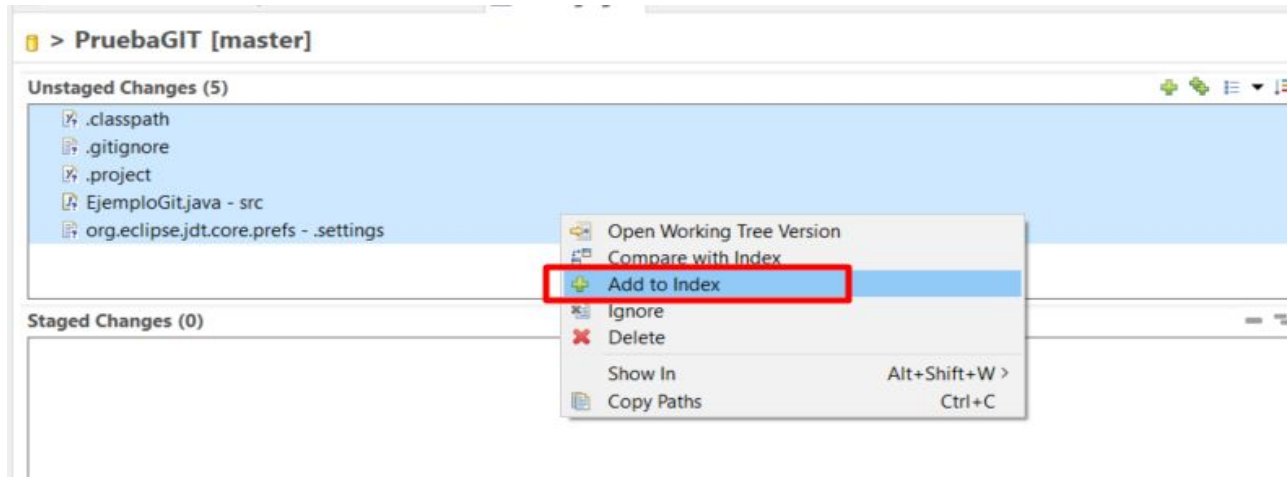 > PruebaGIT [master]
Unstaged Changes (5)
.classpath
.gitignore
.project
EjemploGit.java - src
org.eclipse.jdt.core.prefs - .settings
Open Working Tree Version
Compare with Index
Add to Index
Ignore
Delete
Show In Alt+Shift+W >
Copy Paths Ctrl+C
Staged Changes (0)